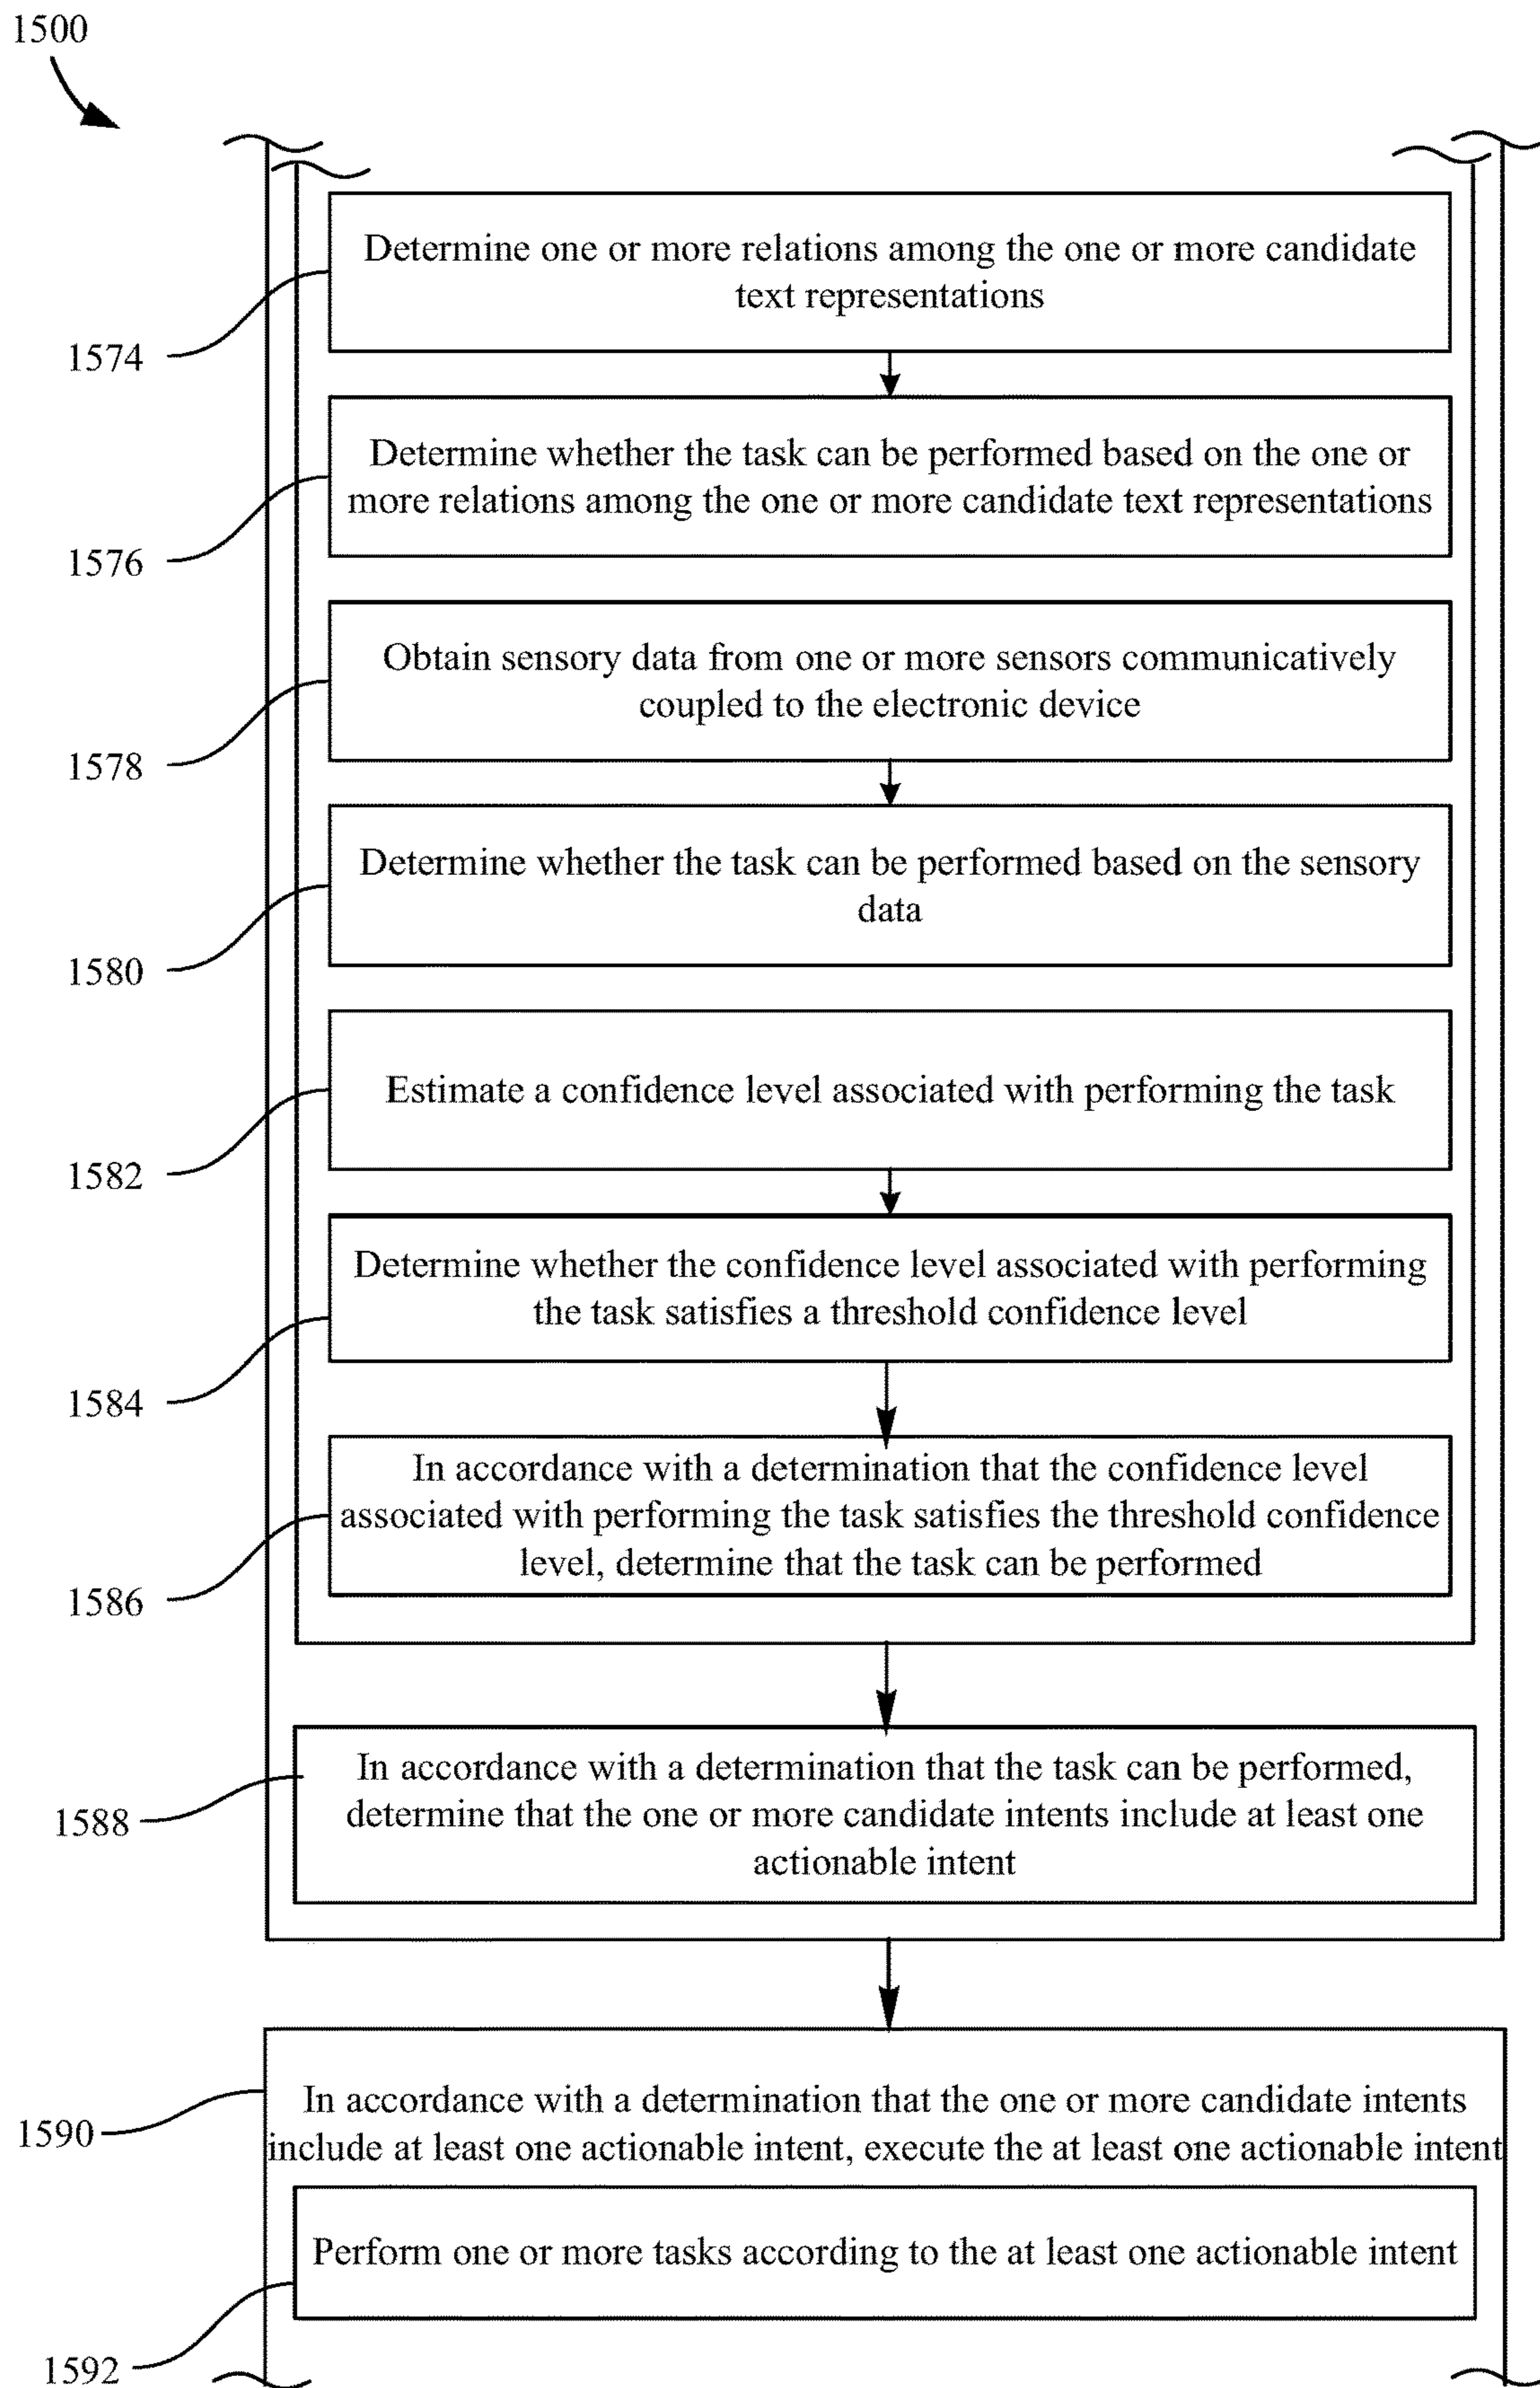 1500
Determine one or more relations among the one or more candidate
text representations
1574
Determine whether the task can be performed based on the one or
more relations among the one or more candidate text representations
1576
Obtain sensory data from one or more sensors communicatively
coupled to the electronic device
1578
Determine whether the task can be performed based on the sensory
data
1580
Estimate a confidence level associated with performing the task
1582
Determine whether the confidence level associated with performing
the task satisfies a threshold confidence level
1584
In accordance with a determination that the confidence level
associated with performing the task satisfies the threshold confidence
level, determine that the task can be performed
1586
In accordance with a determination that the task can be performed,
determine that the one or more candidate intents include at least one
actionable intent
1588
In accordance with a determination that the one or more candidate intents
include at least one actionable intent, execute the at least one actionable intent
1590
Perform one or more tasks according to the at least one actionable intent
1592